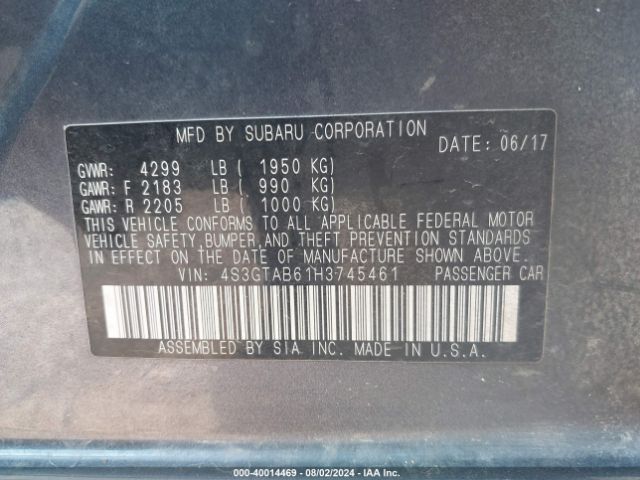 MFD BY SUBARU CORPORATION
DATE: 06/17
GVWR: 4299 LB ( 1950 KG)
GAWR: F 2183 LB ( 990 KG)
GAWR: R 2205 LB ( 1000 KG)
THIS VEHICLE CONFORMS TO ALL APPLICABLE FEDERAL MOTOR
VEHICLE SAFETY, BUMPER, AND THEFT PREVENTION STANDARDS
IN EFFECT ON THE DATE OF MANUFACTURE SHOWN ABOVE.
VIN: 4S3GTAB61H3745461 PASSENGER CAR
ASSEMBLED BY SIA INC. MADE IN U.S.A.
000-40014469 - 08/02/2024 - IAA Inc.